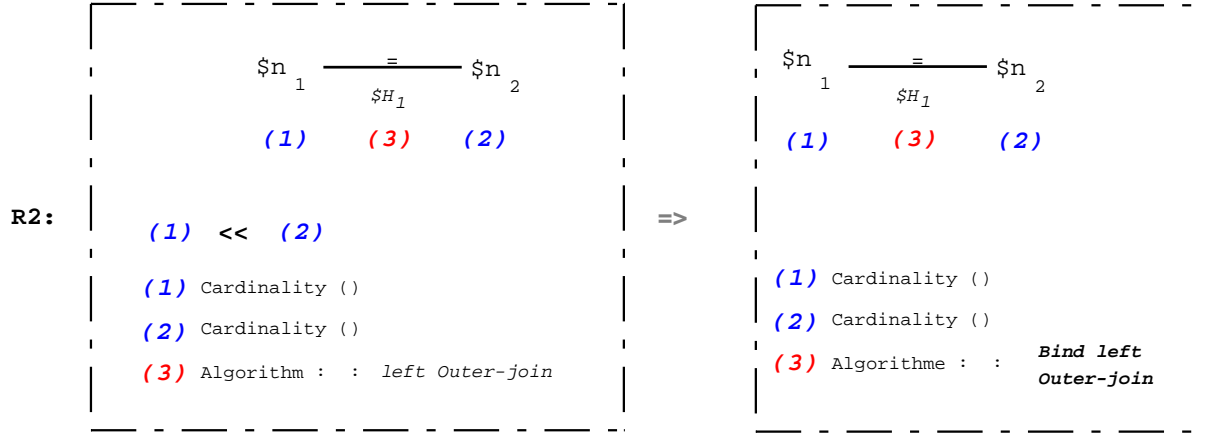 $n 1 = $n 2
$H1
(1) (3) (2)
R2:
(1) << (2)
(1) Cardinality ()
(2) Cardinality ()
(3) Algorithm : : left Outer-join
=>
$n 1 = $n 2
$H1
(1) (3) (2)
(1) Cardinality ()
(2) Cardinality ()
(3) Algorithme : : Bind left
Outer-join